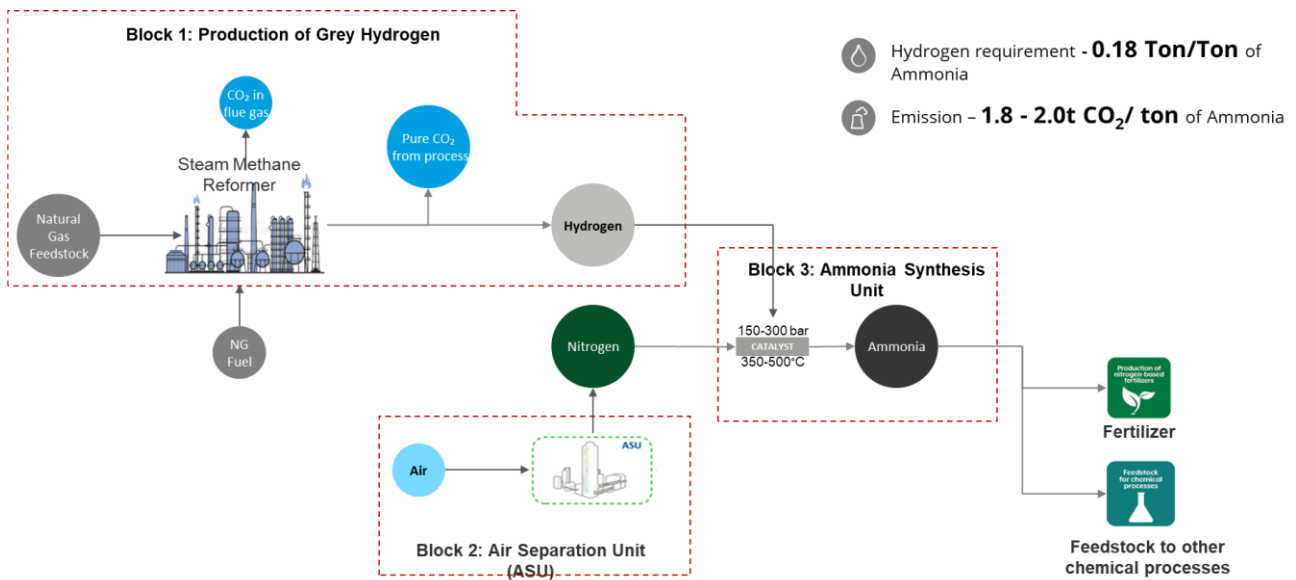 Block 1: Production of Grey Hydrogen
CO₂ in
flue gas
Steam Methane
Reformer
Pure CO₂
from process
Natural
Gas
Feedstock
Hydrogen
NG
Fuel
Hydrogen requirement - 0.18 Ton/Ton of
Ammonia
Emission – 1.8 - 2.0t CO₂/ ton of Ammonia
Block 3: Ammonia Synthesis
Unit
Nitrogen
150-300 bar
CATALYST
350-500°C
Ammonia
Air
ASU
Block 2: Air Separation Unit
(ASU)
Production of
nitrogen-based
fertilizers
Fertilizer
Feedstock
for chemical
processes
Feedstock to other
chemical processes